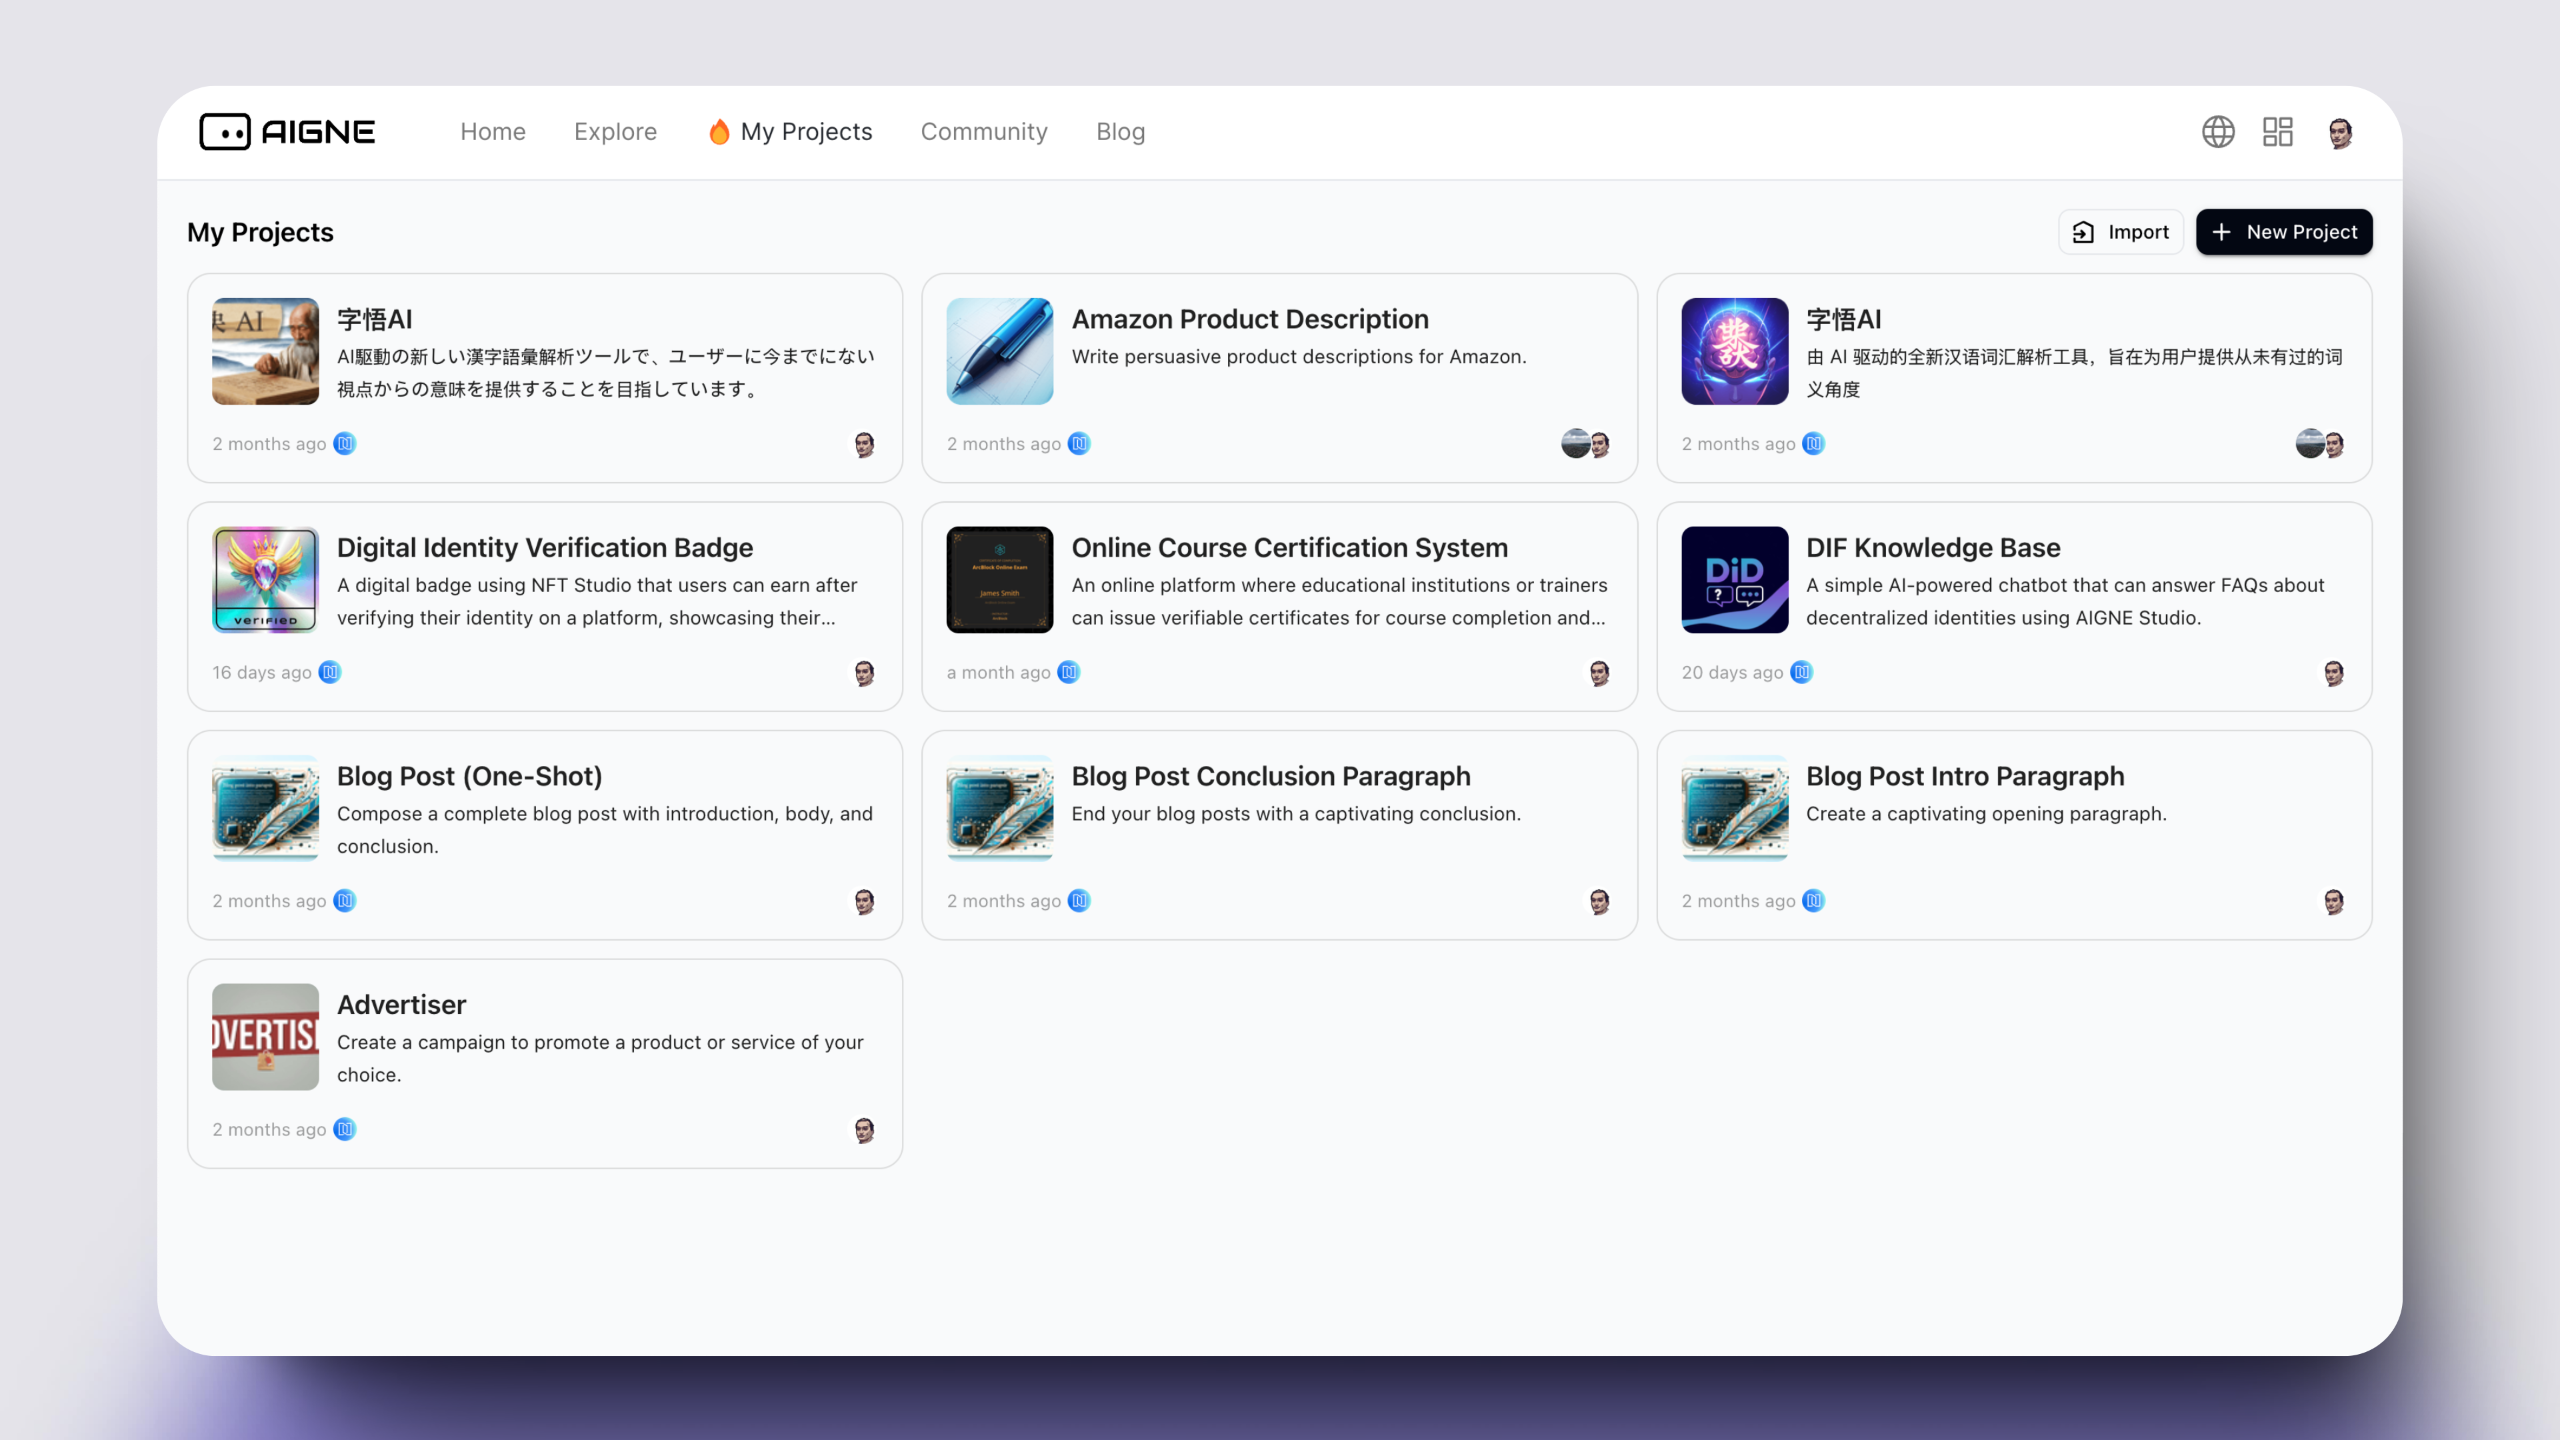 AIGNE
Home
Explore
My Projects
Community
Blog
My Projects
Import
New Project
AI
字悟AI
AI駆動の新しい漢字語彙解析ツールで、ユーザーに今までにない
視点からの意味を提供することを目指しています。
2 months ago
Amazon Product Description
Write persuasive product descriptions for Amazon.
2 months ago
字悟AI
由 AI 驱动的全新汉语词汇解析工具，旨在为用户提供从未有过的词
义角度
2 months ago
VERIFIED
Digital Identity Verification Badge
A digital badge using NFT Studio that users can earn after
verifying their identity on a platform, showcasing their...
16 days ago
ArcBlock Online Exam
James Smith
Online Course Certification System
An online platform where educational institutions or trainers
can issue verifiable certificates for course completion and...
a month ago
DiD
?
DIF Knowledge Base
A simple AI-powered chatbot that can answer FAQs about
decentralized identities using AIGNE Studio.
20 days ago
Blog Post (One-Shot)
Compose a complete blog post with introduction, body, and
conclusion.
2 months ago
Blog Post Conclusion Paragraph
End your blog posts with a captivating conclusion.
2 months ago
Blog Post Intro Paragraph
Create a captivating opening paragraph.
2 months ago
DVERTIS
Advertiser
Create a campaign to promote a product or service of your
choice.
2 months ago